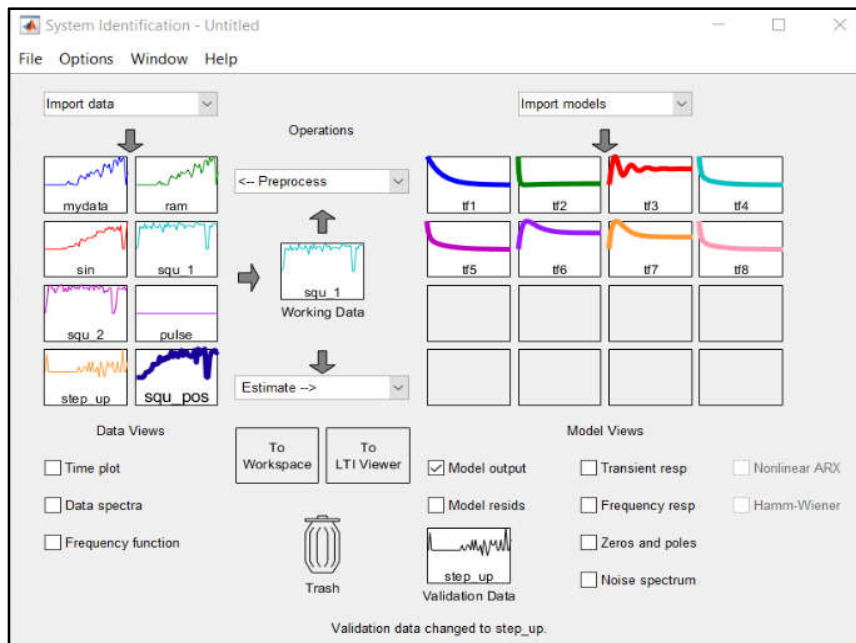 System Identification - Untitled
File Options Window Help
Import data
Import models
Operations
mydata
ram
<-- Preprocess
tf1
tf2
tf3
tf4
sin
squ_1
squ_1
Working Data
tf5
tf6
tf7
tf8
squ_2
pulse
step_up
squ_pos
Estimate -->
Data Views
Time plot
Data spectra
Frequency function
To
Workspace
To
LTI Viewer
Trash
Model Views
Model output
Transient resp
Nonlinear ARX
Model resids
Frequency resp
Hamm-Wiener
step_up
Validation Data
Zeros and poles
Noise spectrum
Validation data changed to step_up.